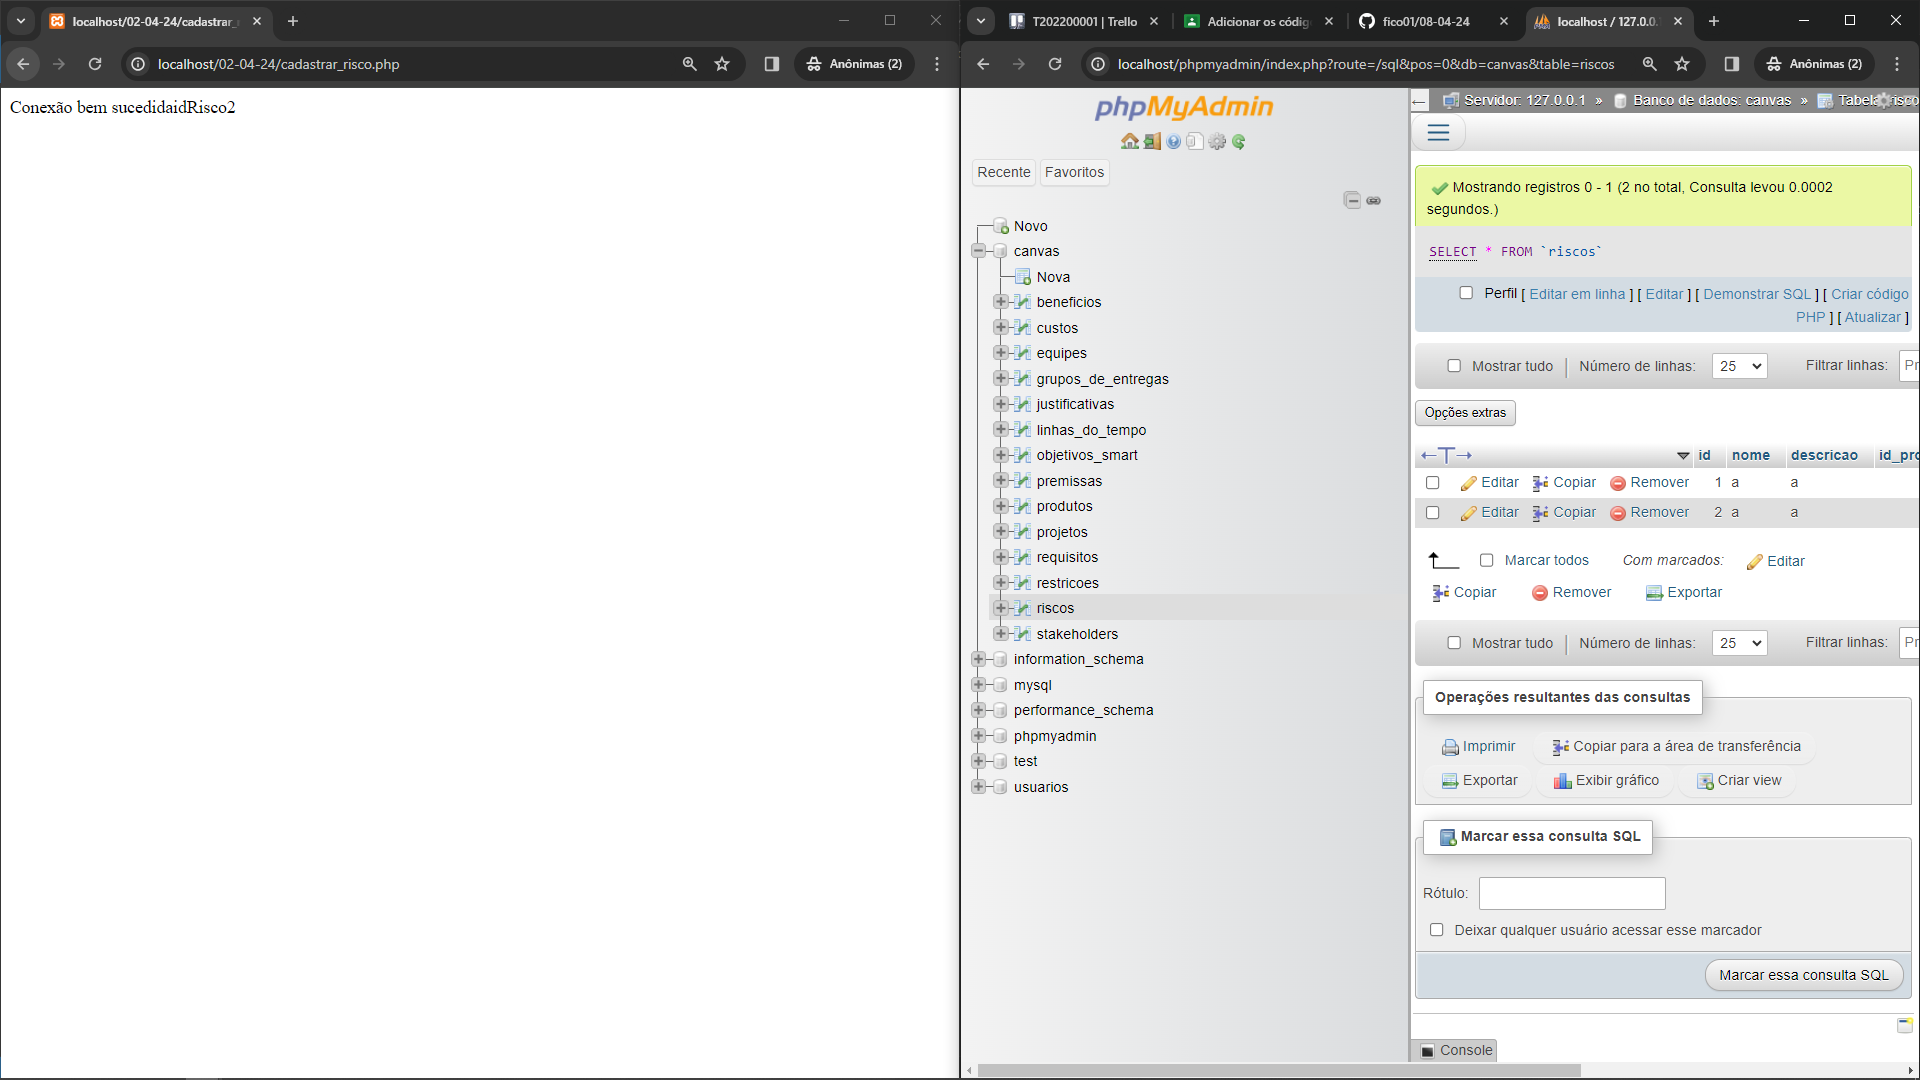 localhost/02-04-24/cadastrar_
localhost/02-04-24/cadastrar_risco.php
Anônimas (2)
Conexão bem sucedidaidRisco2
T202200001 | Trello
Adicionar os códig
fico01/08-04-24
localhost / 127.0.0.
localhost/phpmyadmin/index.php?route=/sql&pos=0&db=canvas&table=riscos
Anônimas (2)
phpMyAdmin
Recente
Favoritos
Novo
canvas
Nova
beneficios
custos
equipes
grupos_de_entregas
justificativas
linhas_do_tempo
objetivos_smart
premissas
produtos
projetos
requisitos
restricoes
riscos
stakeholders
information_schema
mysql
performance_schema
phpmyadmin
test
usuarios
Servidor: 127.0.0.1 » Banco de dados: canvas » Tabela: risco
Mostrando registros 0 - 1 (2 no total, Consulta levou 0.0002
segundos.)
SELECT * FROM `riscos`
Perfil [ Editar em linha ] [ Editar ] [ Demonstrar SQL ] [ Criar código
PHP ] [ Atualizar ]
Mostrar tudo | Número de linhas: 25 Filtrar linhas: Pr
Opções extras
←T→ id nome descricao id_pro
Editar Copiar Remover 1 a a
Editar Copiar Remover 2 a a
Marcar todos Com marcados: Editar
Copiar Remover Exportar
Mostrar tudo | Número de linhas: 25 Filtrar linhas: Pr
Operações resultantes das consultas
Imprimir Copiar para a área de transferência
Exportar Exibir gráfico Criar view
Marcar essa consulta SQL
Rótulo:
Deixar qualquer usuário acessar esse marcador
Marcar essa consulta SQL
Console